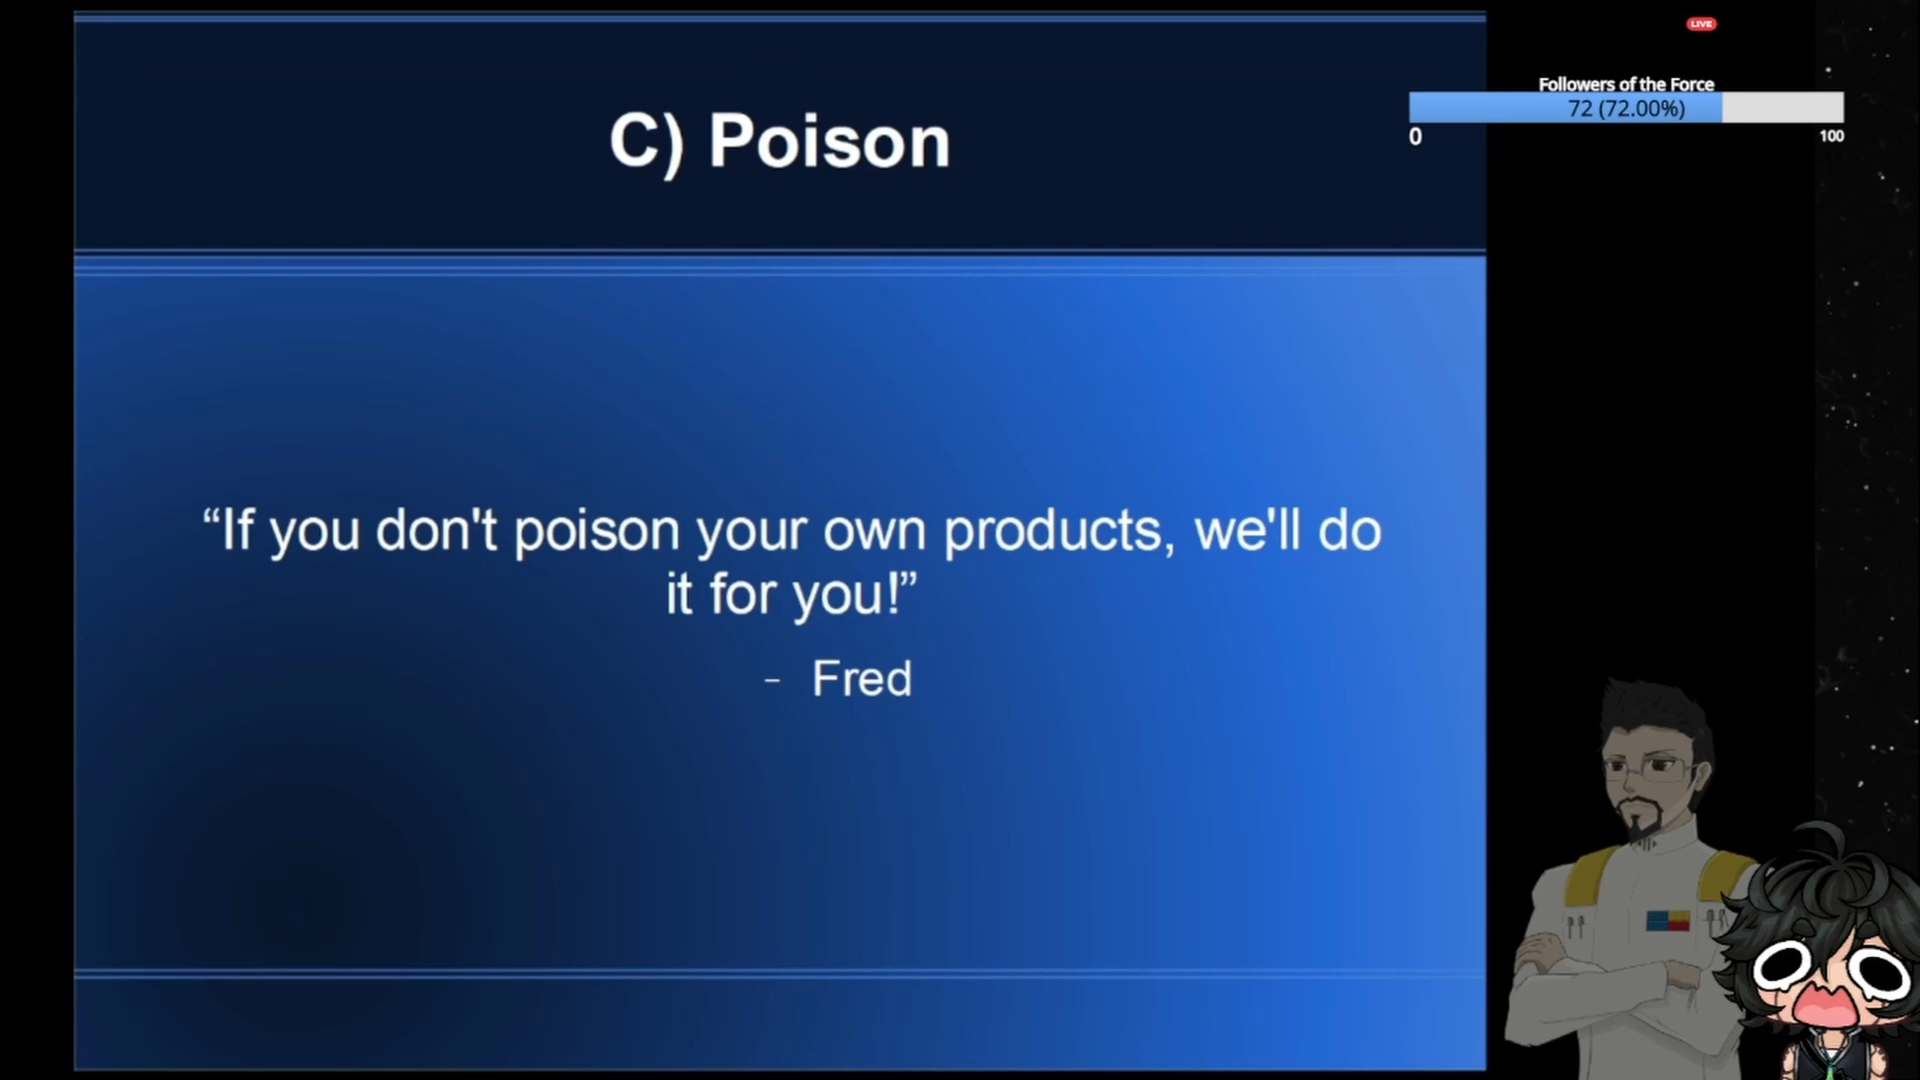 LIVE
Followers of the Force
72 (72.00%)
0
100
C) Poison
“If you don't poison your own products, we'll do
it for you!”
– Fred